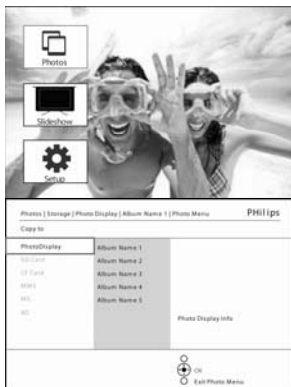 Photos
Slideshow
Setup
Photos | Storage | Photo Display | Album Name 1 | Photo Menu
PHilips
Copy to
PhotoDisplay
Album Name 1
SD Card
Album Name 2
CF Card
Album Name 3
MMS
Album Name 4
MS
Album Name 5
Photo Display Info
OK
Exit Photo Menu